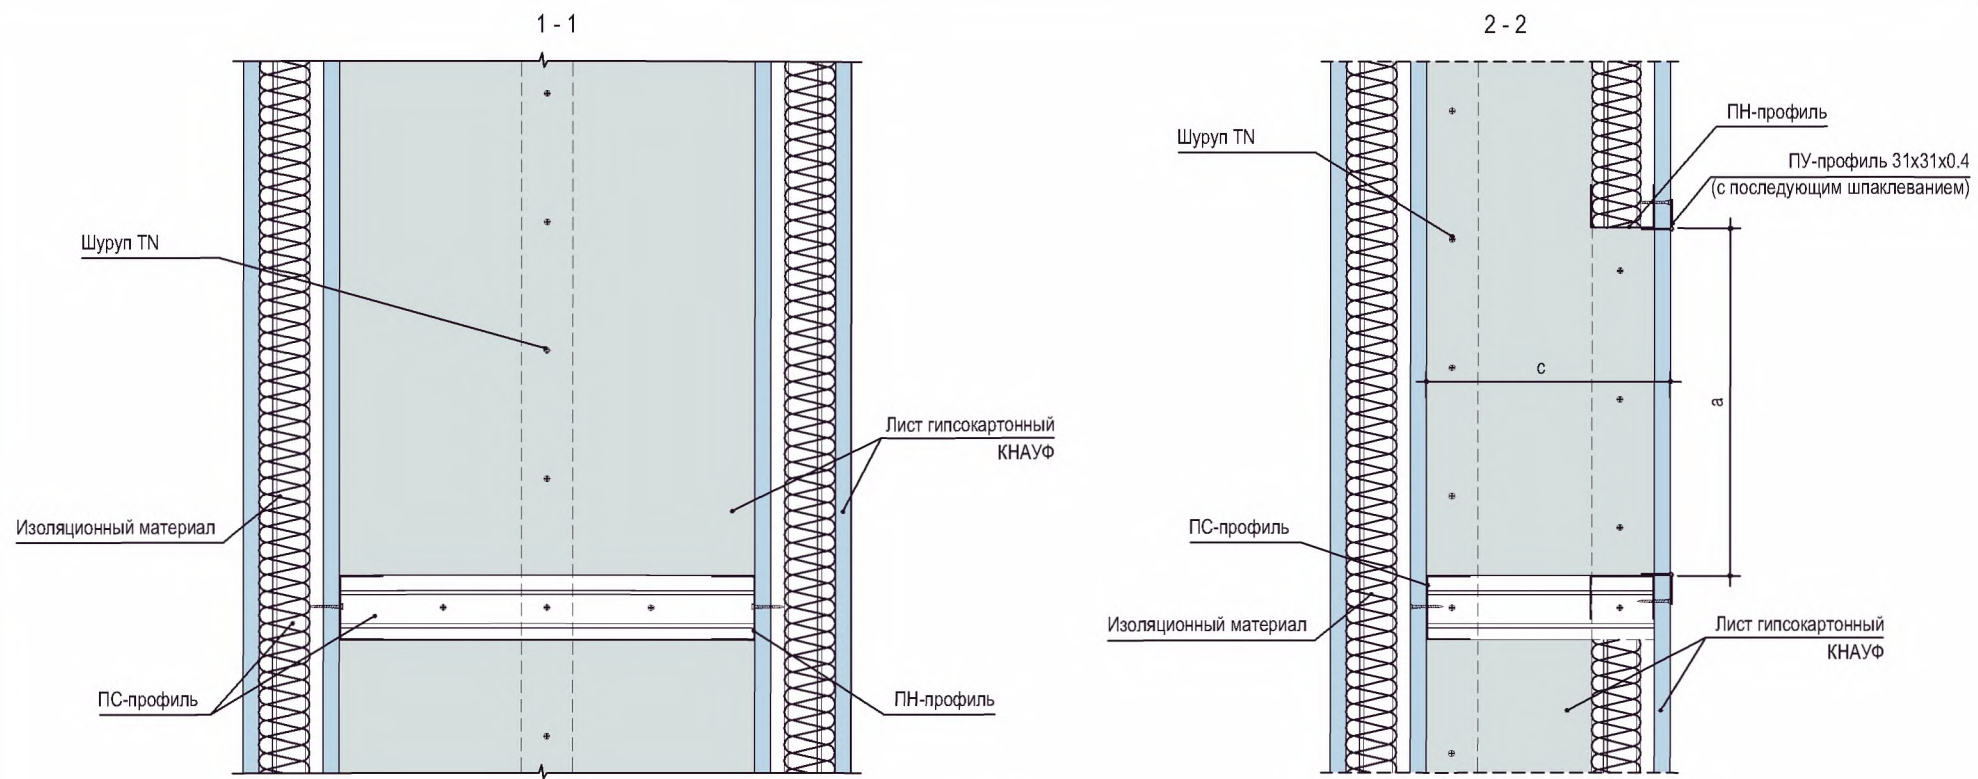 1 - 1
Шуруп TN
Лист гипсокартонный
КНАУФ
Изоляционный материал
ПС-профиль
ПН-профиль
2 - 2
ПН-профиль
Шуруп TN
ПУ-профиль 31х31х0.4
(с последующим шпаклеванием)
с
а
ПС-профиль
Изоляционный материал
Лист гипсокартонный
КНАУФ